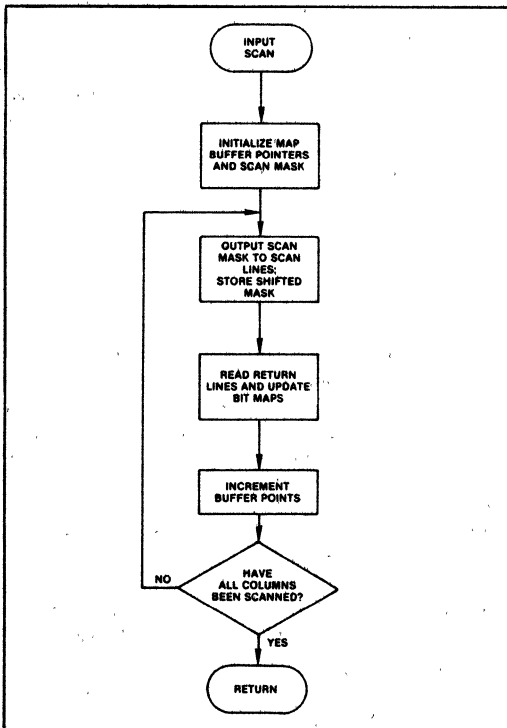 INPUT
SCAN
INITIALIZE MAP
BUFFER POINTERS
AND SCAN MASK
OUTPUT SCAN
MASK TO SCAN
LINES;
STORE SHIFTED
MASK
READ RETURN
LINES AND UPDATE
BIT MAPS
INCREMENT
BUFFER POINTS
HAVE
ALL COLUMNS
BEEN SCANNED?
NO
YES
RETURN